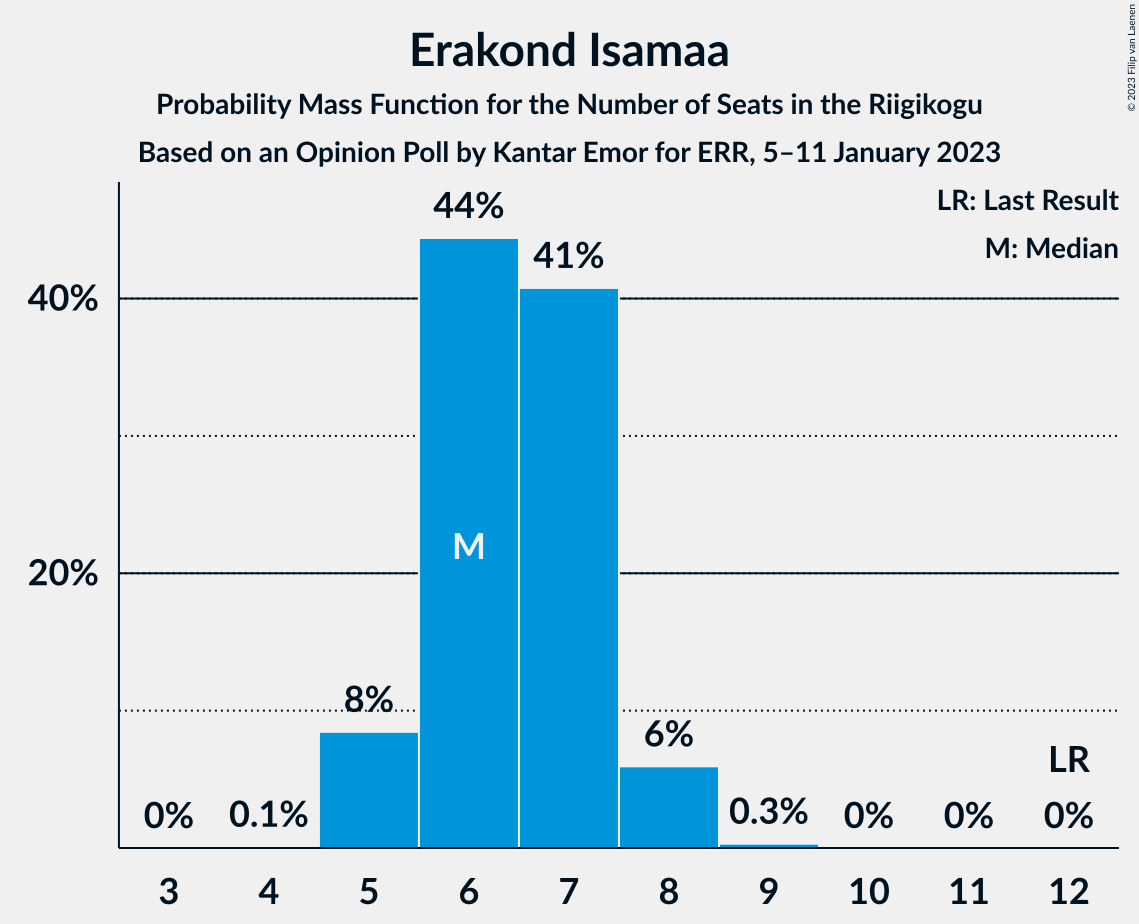 Erakond Isamaa
Probability Mass Function for the Number of Seats in the Riigikogu
Based on an Opinion Poll by Kantar Emor for ERR, 5–11 January 2023
© 2023 Filip van Laenen
LR: Last Result
M: Median
44%
41%
40%
M
20%
8%
6%
LR
0%
0.1%
0.3%
0%
0%
0%
3 4 5 6 7 8 9 10 11 12